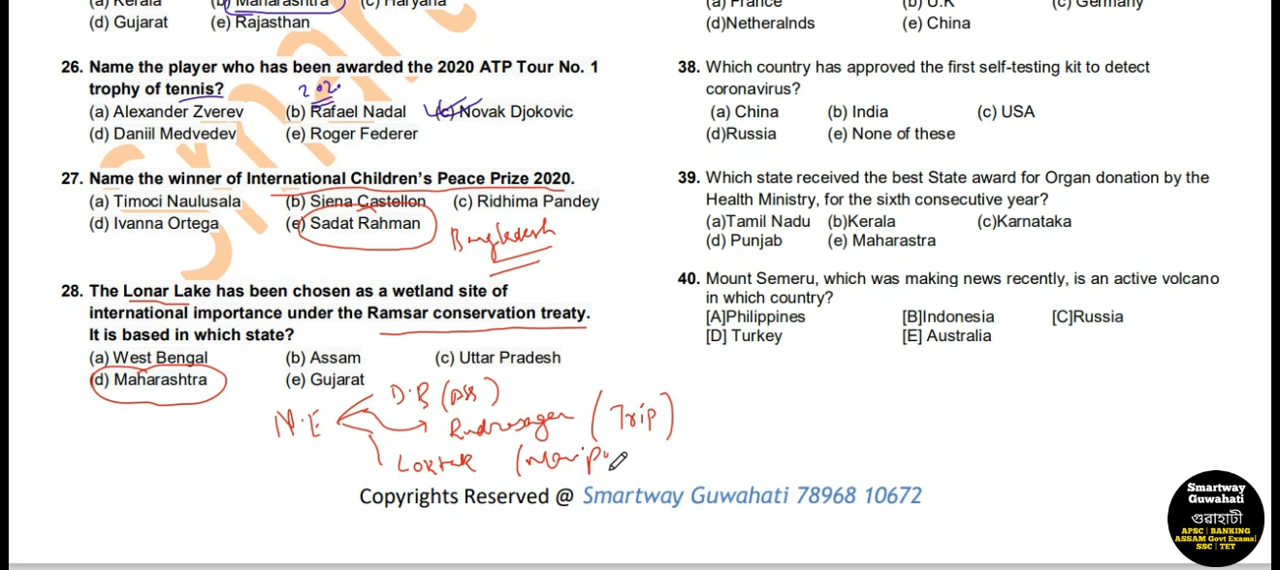 (a) Kerala (b) Maharashtra (c) Haryana
(d) Gujarat (e) Rajasthan
26. Name the player who has been awarded the 2020 ATP Tour No. 1
trophy of tennis?
2020
(a) Alexander Zverev (b) Rafael Nadal (c) Novak Djokovic
(d) Daniil Medvedev (e) Roger Federer
27. Name the winner of International Children's Peace Prize 2020.
(a) Timoci Naulusala (b) Siena Castellon (c) Ridhima Pandey
(d) Ivanna Ortega (e) Sadat Rahman
Bangladesh
28. The Lonar Lake has been chosen as a wetland site of
international importance under the Ramsar conservation treaty.
It is based in which state?
(a) West Bengal (b) Assam (c) Uttar Pradesh
(d) Maharashtra (e) Gujarat
D.B
N.E
Rudrasagar (Trip)
Loktak (Manipu
(a) France (b) U.K (c) Germany
(d)Netheralnds (e) China
38. Which country has approved the first self-testing kit to detect
coronavirus?
(a) China (b) India (c) USA
(d)Russia (e) None of these
39. Which state received the best State award for Organ donation by the
Health Ministry, for the sixth consecutive year?
(a)Tamil Nadu (b)Kerala (c)Karnataka
(d) Punjab (e) Maharastra
40. Mount Semeru, which was making news recently, is an active volcano
in which country?
[A]Philippines [B]Indonesia [C]Russia
[D] Turkey [E] Australia
Copyrights Reserved @ Smartway Guwahati 78968 10672
Smartway
Guwahati
গুৱাহাটী
APSC | BANKING
ASSAM Govt Exams|
SSC | TET